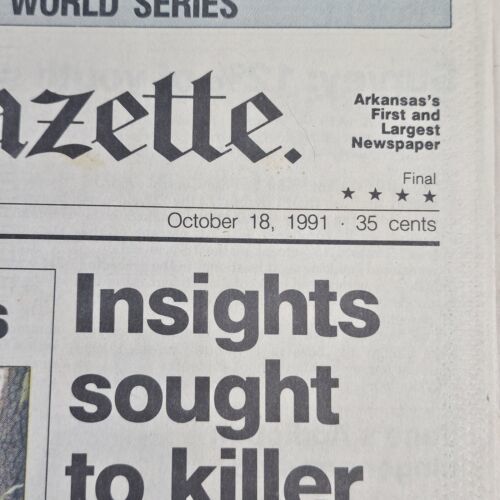 WORLD SERIES
azette.
Arkansas's
First and
Largest
Newspaper
Final
★ ★ ★ ★
October 18, 1991 · 35 cents
s
Insights
sought
to killer